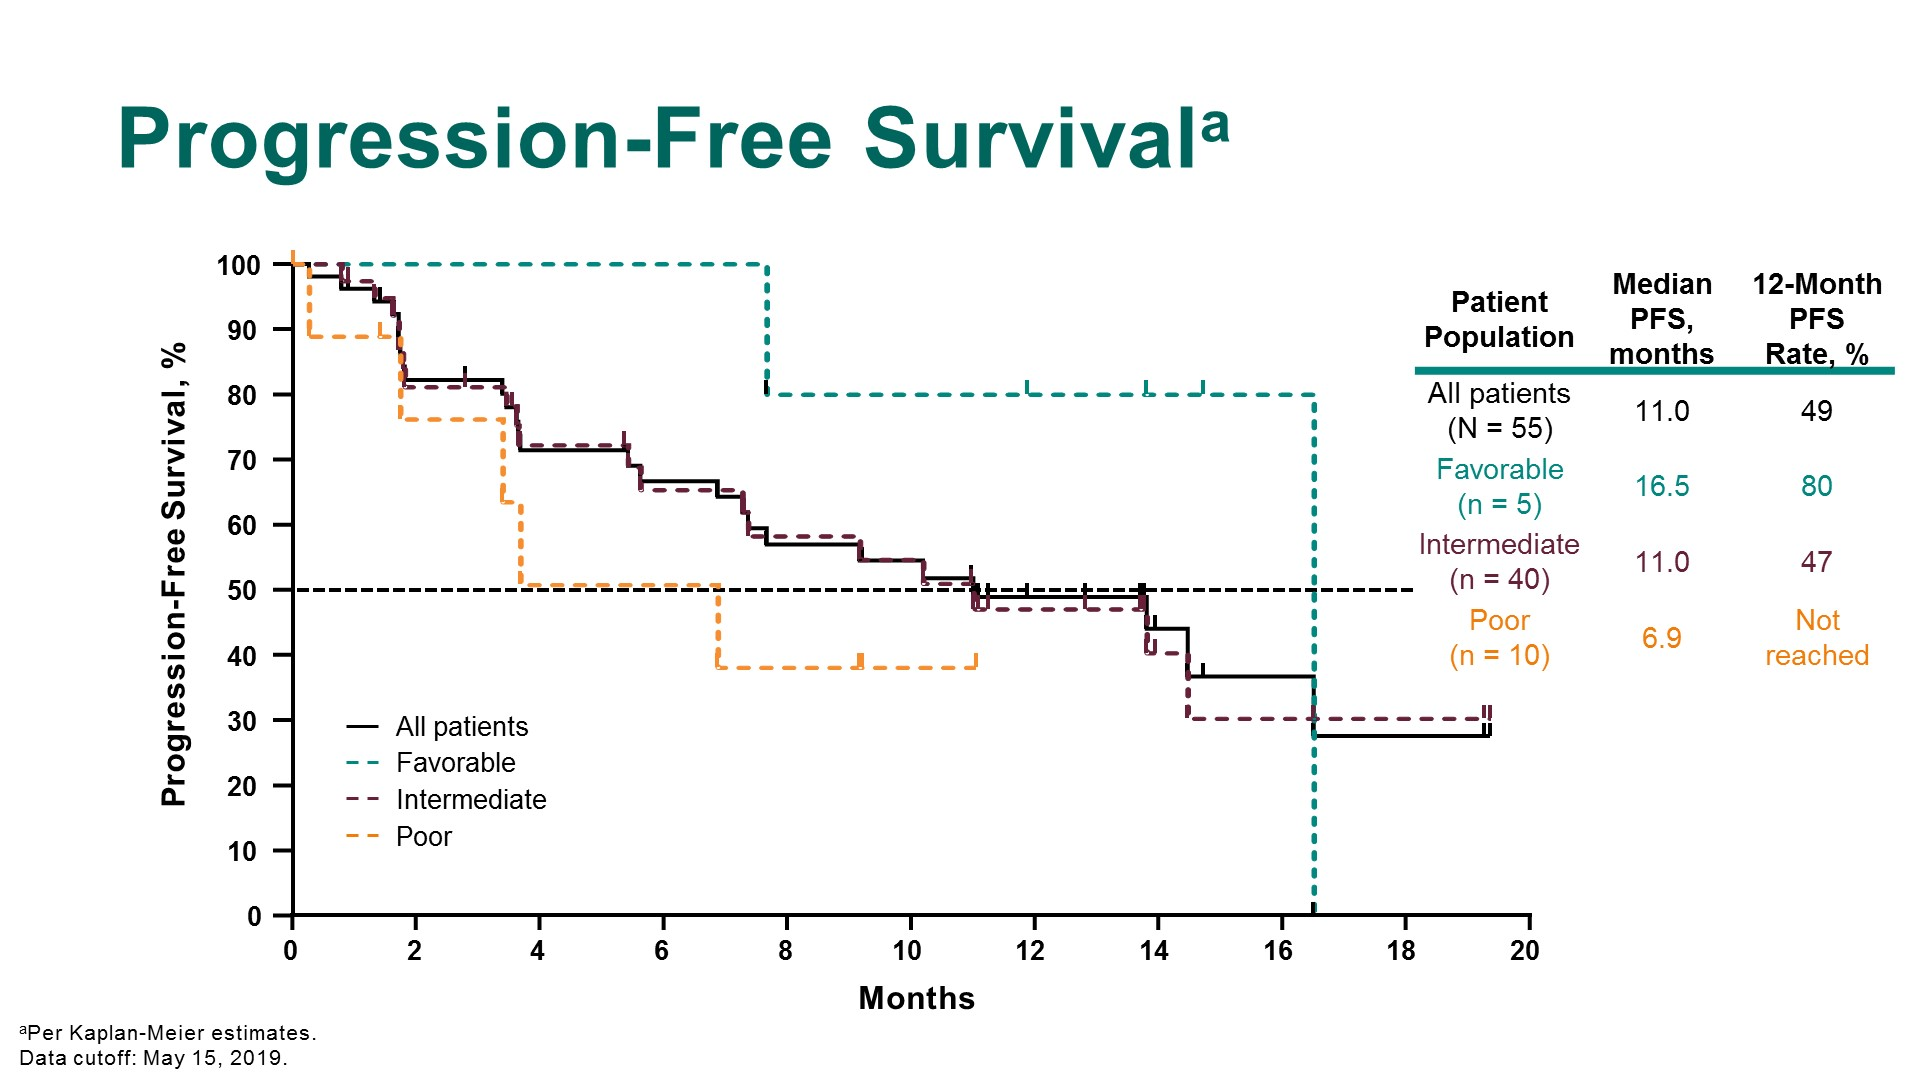 Progression-Free Survivalᵃ
Progression-Free Survival, %
100
90
80
70
60
50
40
30
20
10
0
0 2 4 6 8 10 12 14 16 18 20
Months
All patients
Favorable
Intermediate
Poor
Patient Population
Median PFS, months
12-Month PFS Rate, %
All patients (N = 55) 11.0 49
Favorable (n = 5) 16.5 80
Intermediate (n = 40) 11.0 47
Poor (n = 10) 6.9 Not reached
ᵃPer Kaplan-Meier estimates.
Data cutoff: May 15, 2019.